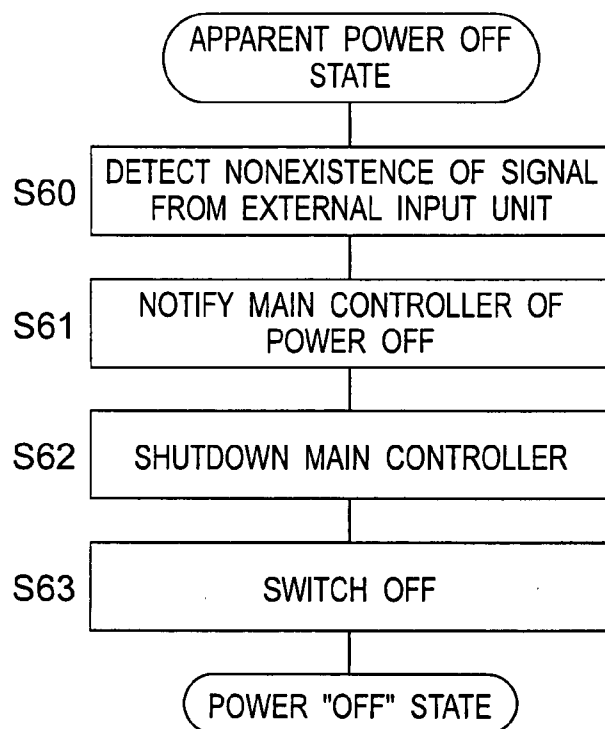 APPARENT POWER OFF
STATE
S60
DETECT NONEXISTENCE OF SIGNAL
FROM EXTERNAL INPUT UNIT
S61
NOTIFY MAIN CONTROLLER OF
POWER OFF
S62
SHUTDOWN MAIN CONTROLLER
S63
SWITCH OFF
POWER "OFF" STATE